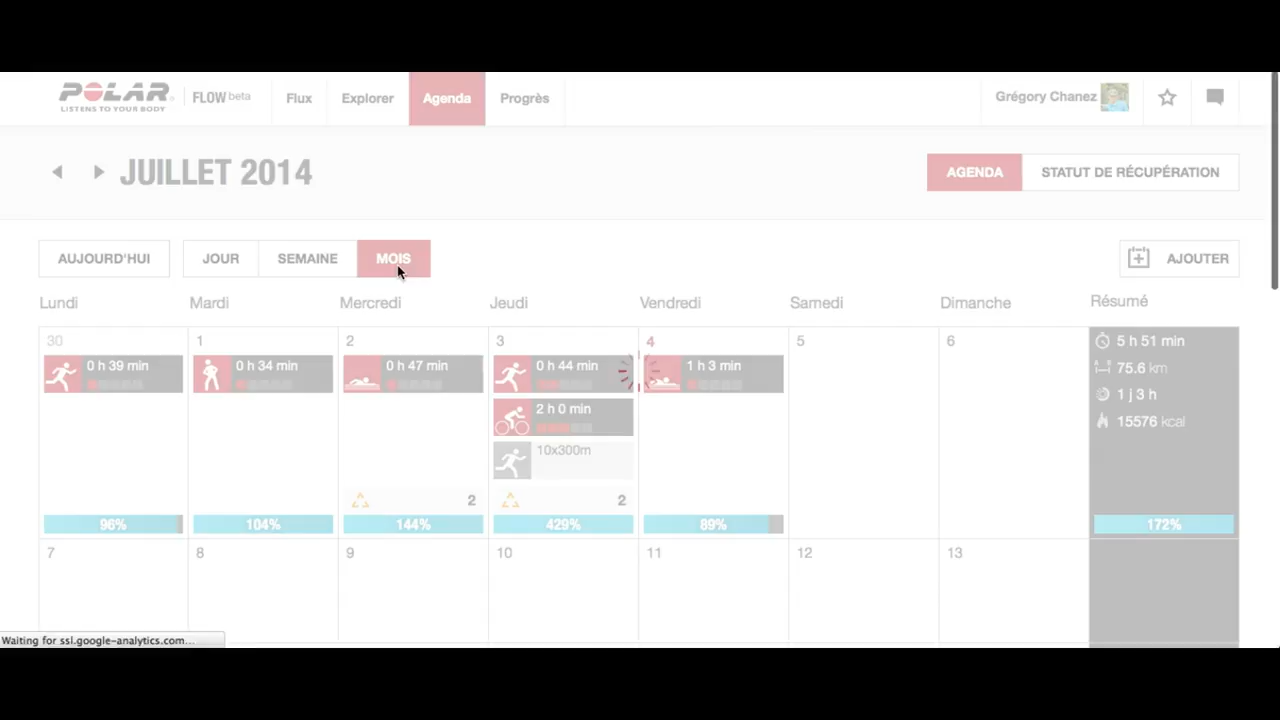 POLAR
LISTENS TO YOUR BODY
FLOW beta
Flux
Explorer
Agenda
Progrès
Grégory Chanez
JUILLET 2014
AGENDA
STATUT DE RÉCUPÉRATION
AUJOURD'HUI
JOUR
SEMAINE
MOIS
AJOUTER
Lundi
Mardi
Mercredi
Jeudi
Vendredi
Samedi
Dimanche
Résumé
30
1
2
3
4
5
6
5 h 51 min
0 h 39 min
0 h 34 min
0 h 47 min
0 h 44 min
1 h 3 min
75.6 km
1 j 3 h
2 h 0 min
15576 kcal
10x300m
2
2
96%
104%
144%
429%
89%
172%
7
8
9
10
11
12
13
Waiting for ssl.google-analytics.com...